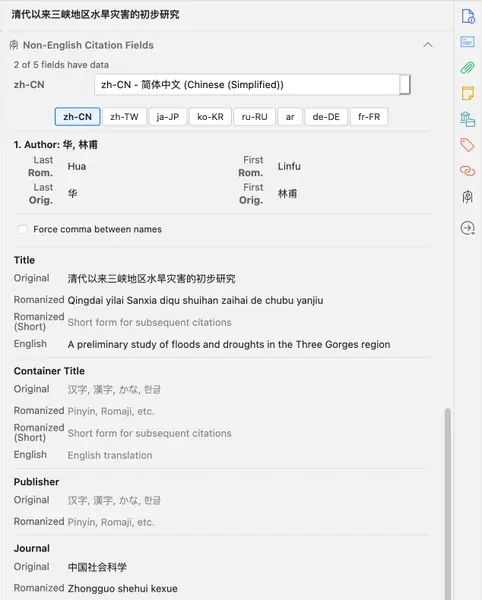 清代以来三峡地区水旱灾害的初步研究
Non-English Citation Fields
2 of 5 fields have data
zh-CN zh-CN - 简体中文 (Chinese (Simplified))
zh-CN zh-TW ja-JP ko-KR ru-RU ar de-DE fr-FR
1. Author: 华, 林甫
Last Rom. Hua First Rom. Linfu
Last Orig. 华 First Orig. 林甫
Force comma between names
Title
Original 清代以来三峡地区水旱灾害的初步研究
Romanized Qingdai yilai Sanxia diqu shuihan zaihai de chubu yanjiu
Romanized (Short) Short form for subsequent citations
English A preliminary study of floods and droughts in the Three Gorges region
Container Title
Original 汉字, 漢字, かな, 한글
Romanized Pinyin, Romaji, etc.
Romanized (Short) Short form for subsequent citations
English English translation
Publisher
Original 汉字, 漢字, かな, 한글
Romanized Pinyin, Romaji, etc.
Journal
Original 中国社会科学
Romanized Zhongguo shehui kexue